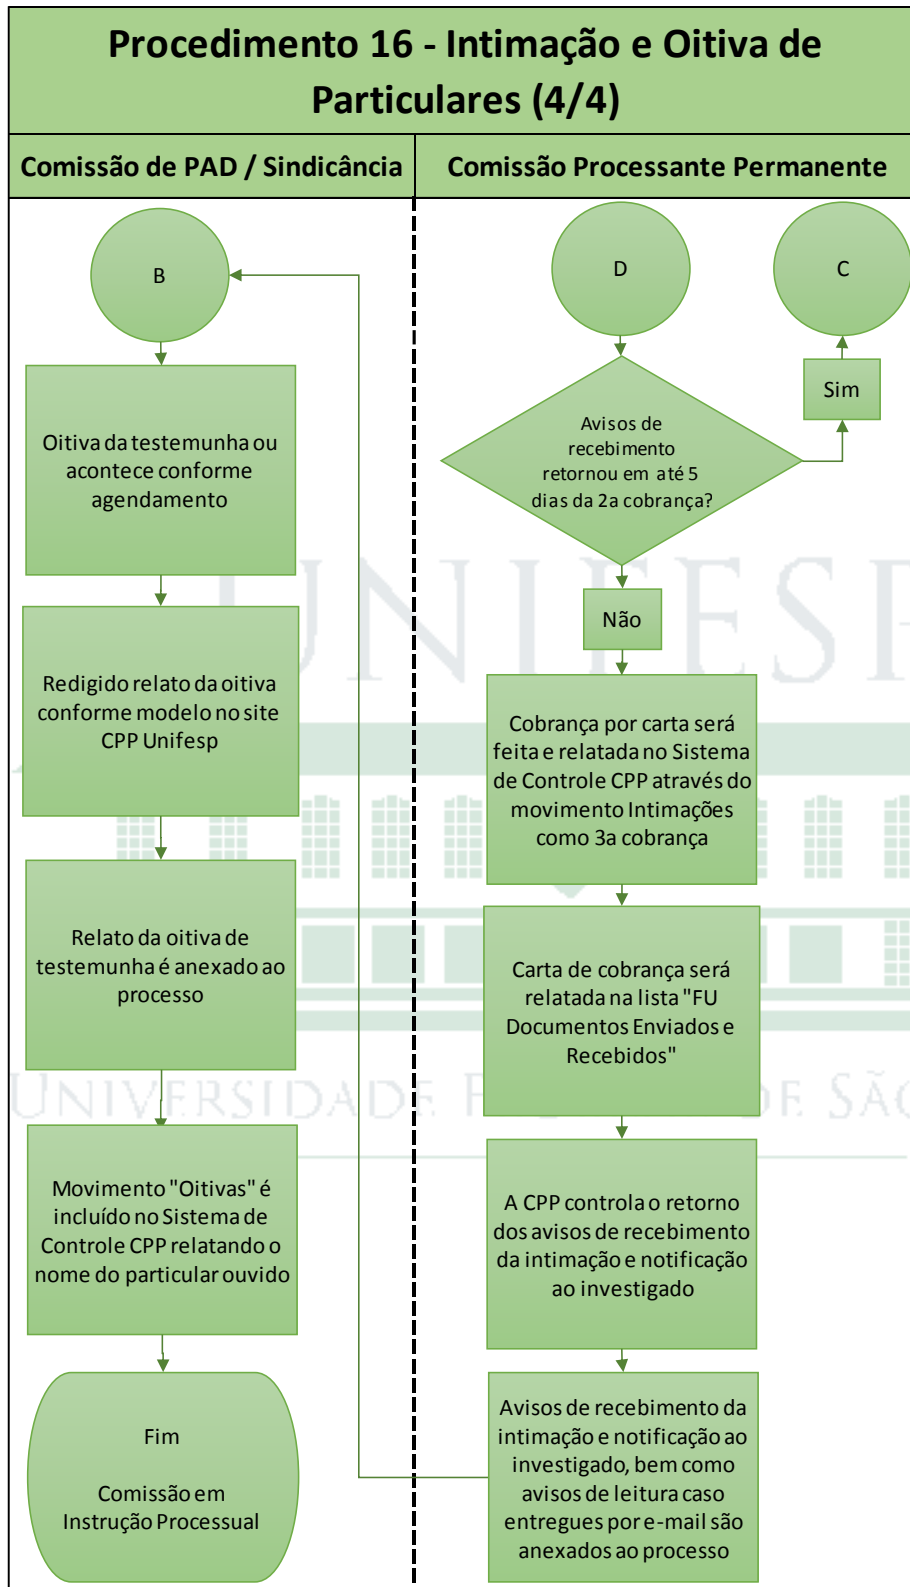 Procedimento 16 - Intimação e Oitiva de
Particulares (4/4)
Comissão de PAD / Sindicância
Comissão Processante Permanente
B
Oitiva da testemunha ou
acontece conforme
agendamento
Redigido relato da oitiva
conforme modelo no site
CPP Unifesp
Relato da oitiva de
testemunha é anexado ao
processo
Movimento "Oitivas" é
incluído no Sistema de
Controle CPP relatando o
nome do particular ouvido
Fim
Comissão em
Instrução Processual
D
C
Sim
Avisos de
recebimento
retornou em até 5
dias da 2a cobrança?
Não
Cobrança por carta será
feita e relatada no Sistema
de Controle CPP através do
movimento Intimações
como 3a cobrança
Carta de cobrança será
relatada na lista "FU
Documentos Enviados e
Recebidos"
A CPP controla o retorno
dos avisos de recebimento
da intimação e notificação
ao investigado
Avisos de recebimento da
intimação e notificação ao
investigado, bem como
avisos de leitura caso
entregues por e-mail são
anexados ao processo
UNIFESP
UNIVERSIDADE F DE SÃO